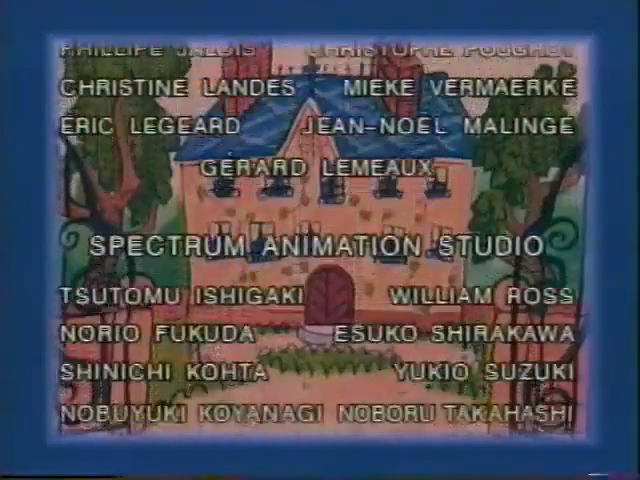 CHRISTINE LANDES MIEKE VERMAERKE
ERIC LEGEARD JEAN-NOEL MALINGE
GERARD LEMEAUX
SPECTRUM ANIMATION STUDIO
TSUTOMU ISHIGAKI WILLIAM ROSS
NORIO FUKUDA ESUKO SHIRAKAWA
SHINICHI KOHTA YUKIO SUZUKI
NOBUYUKI KOYANAGI NOBORU TAKAHASHI